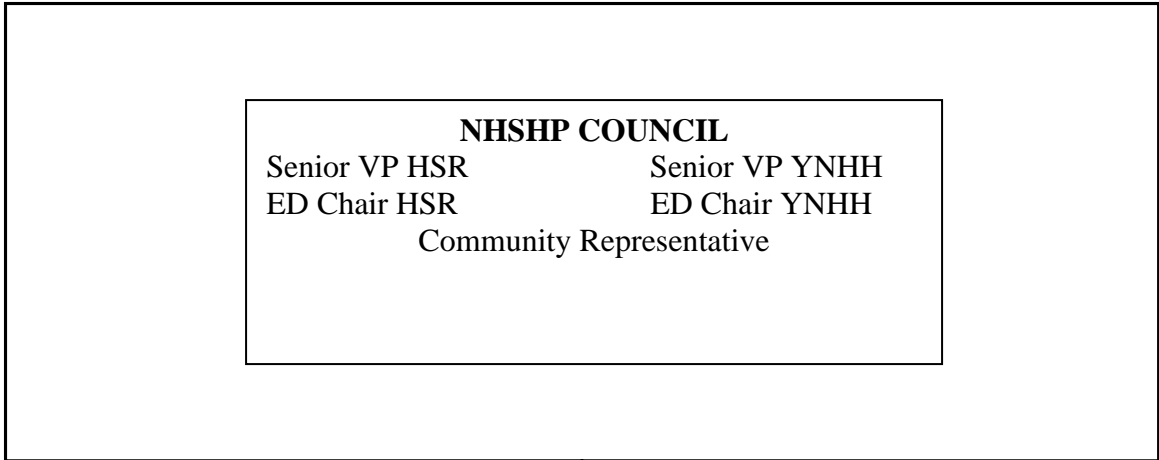 NHSHP COUNCIL
Senior VP HSR Senior VP YNHH
ED Chair HSR ED Chair YNHH
Community Representative